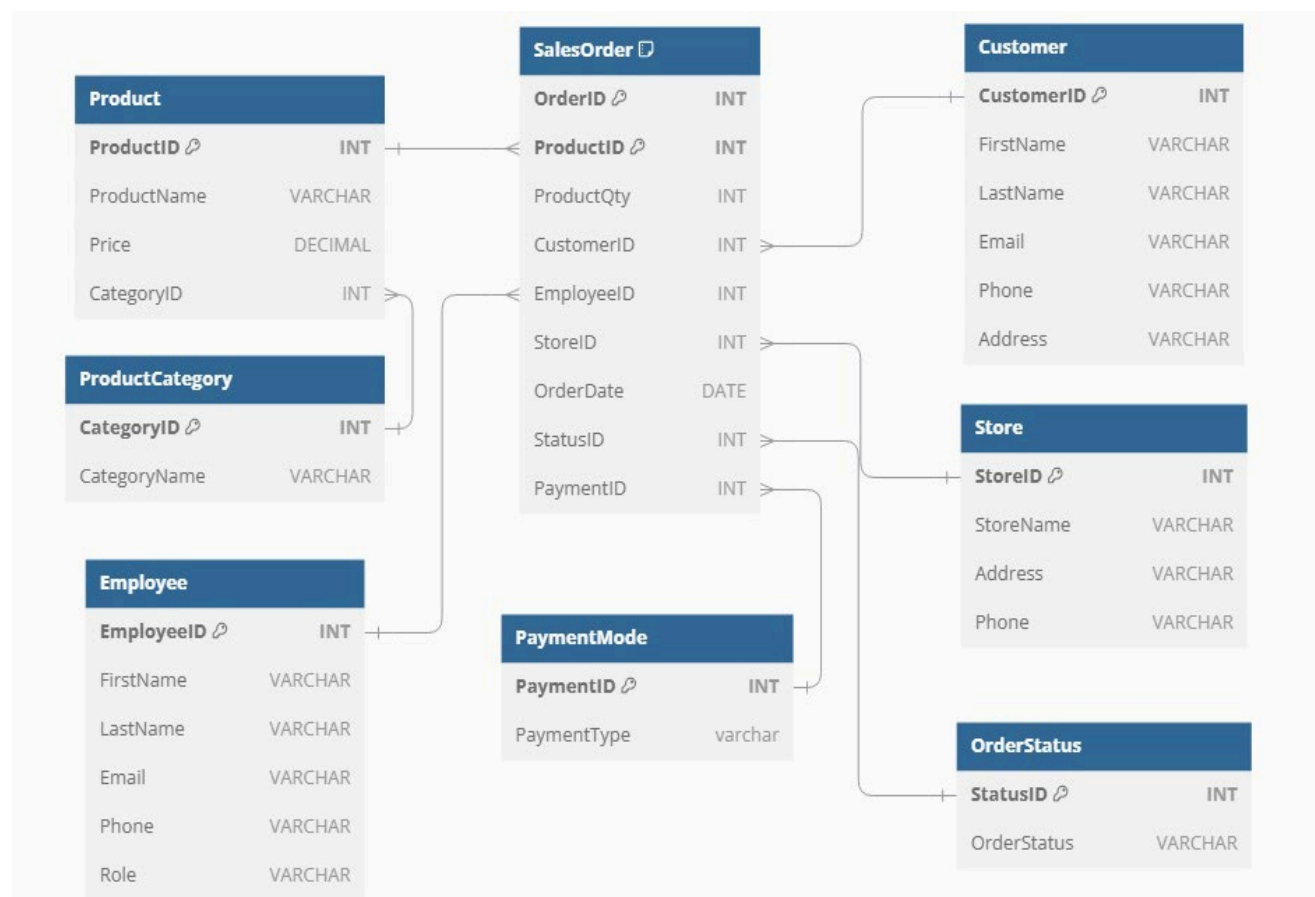 Product
ProductID INT
ProductName VARCHAR
Price DECIMAL
CategoryID INT
ProductCategory
CategoryID INT
CategoryName VARCHAR
Employee
EmployeeID INT
FirstName VARCHAR
LastName VARCHAR
Email VARCHAR
Phone VARCHAR
Role VARCHAR
SalesOrder
OrderID INT
ProductID INT
ProductQty INT
CustomerID INT
EmployeeID INT
StoreID INT
OrderDate DATE
StatusID INT
PaymentID INT
PaymentMode
PaymentID INT
PaymentType varchar
Customer
CustomerID INT
FirstName VARCHAR
LastName VARCHAR
Email VARCHAR
Phone VARCHAR
Address VARCHAR
Store
StoreID INT
StoreName VARCHAR
Address VARCHAR
Phone VARCHAR
OrderStatus
StatusID INT
OrderStatus VARCHAR